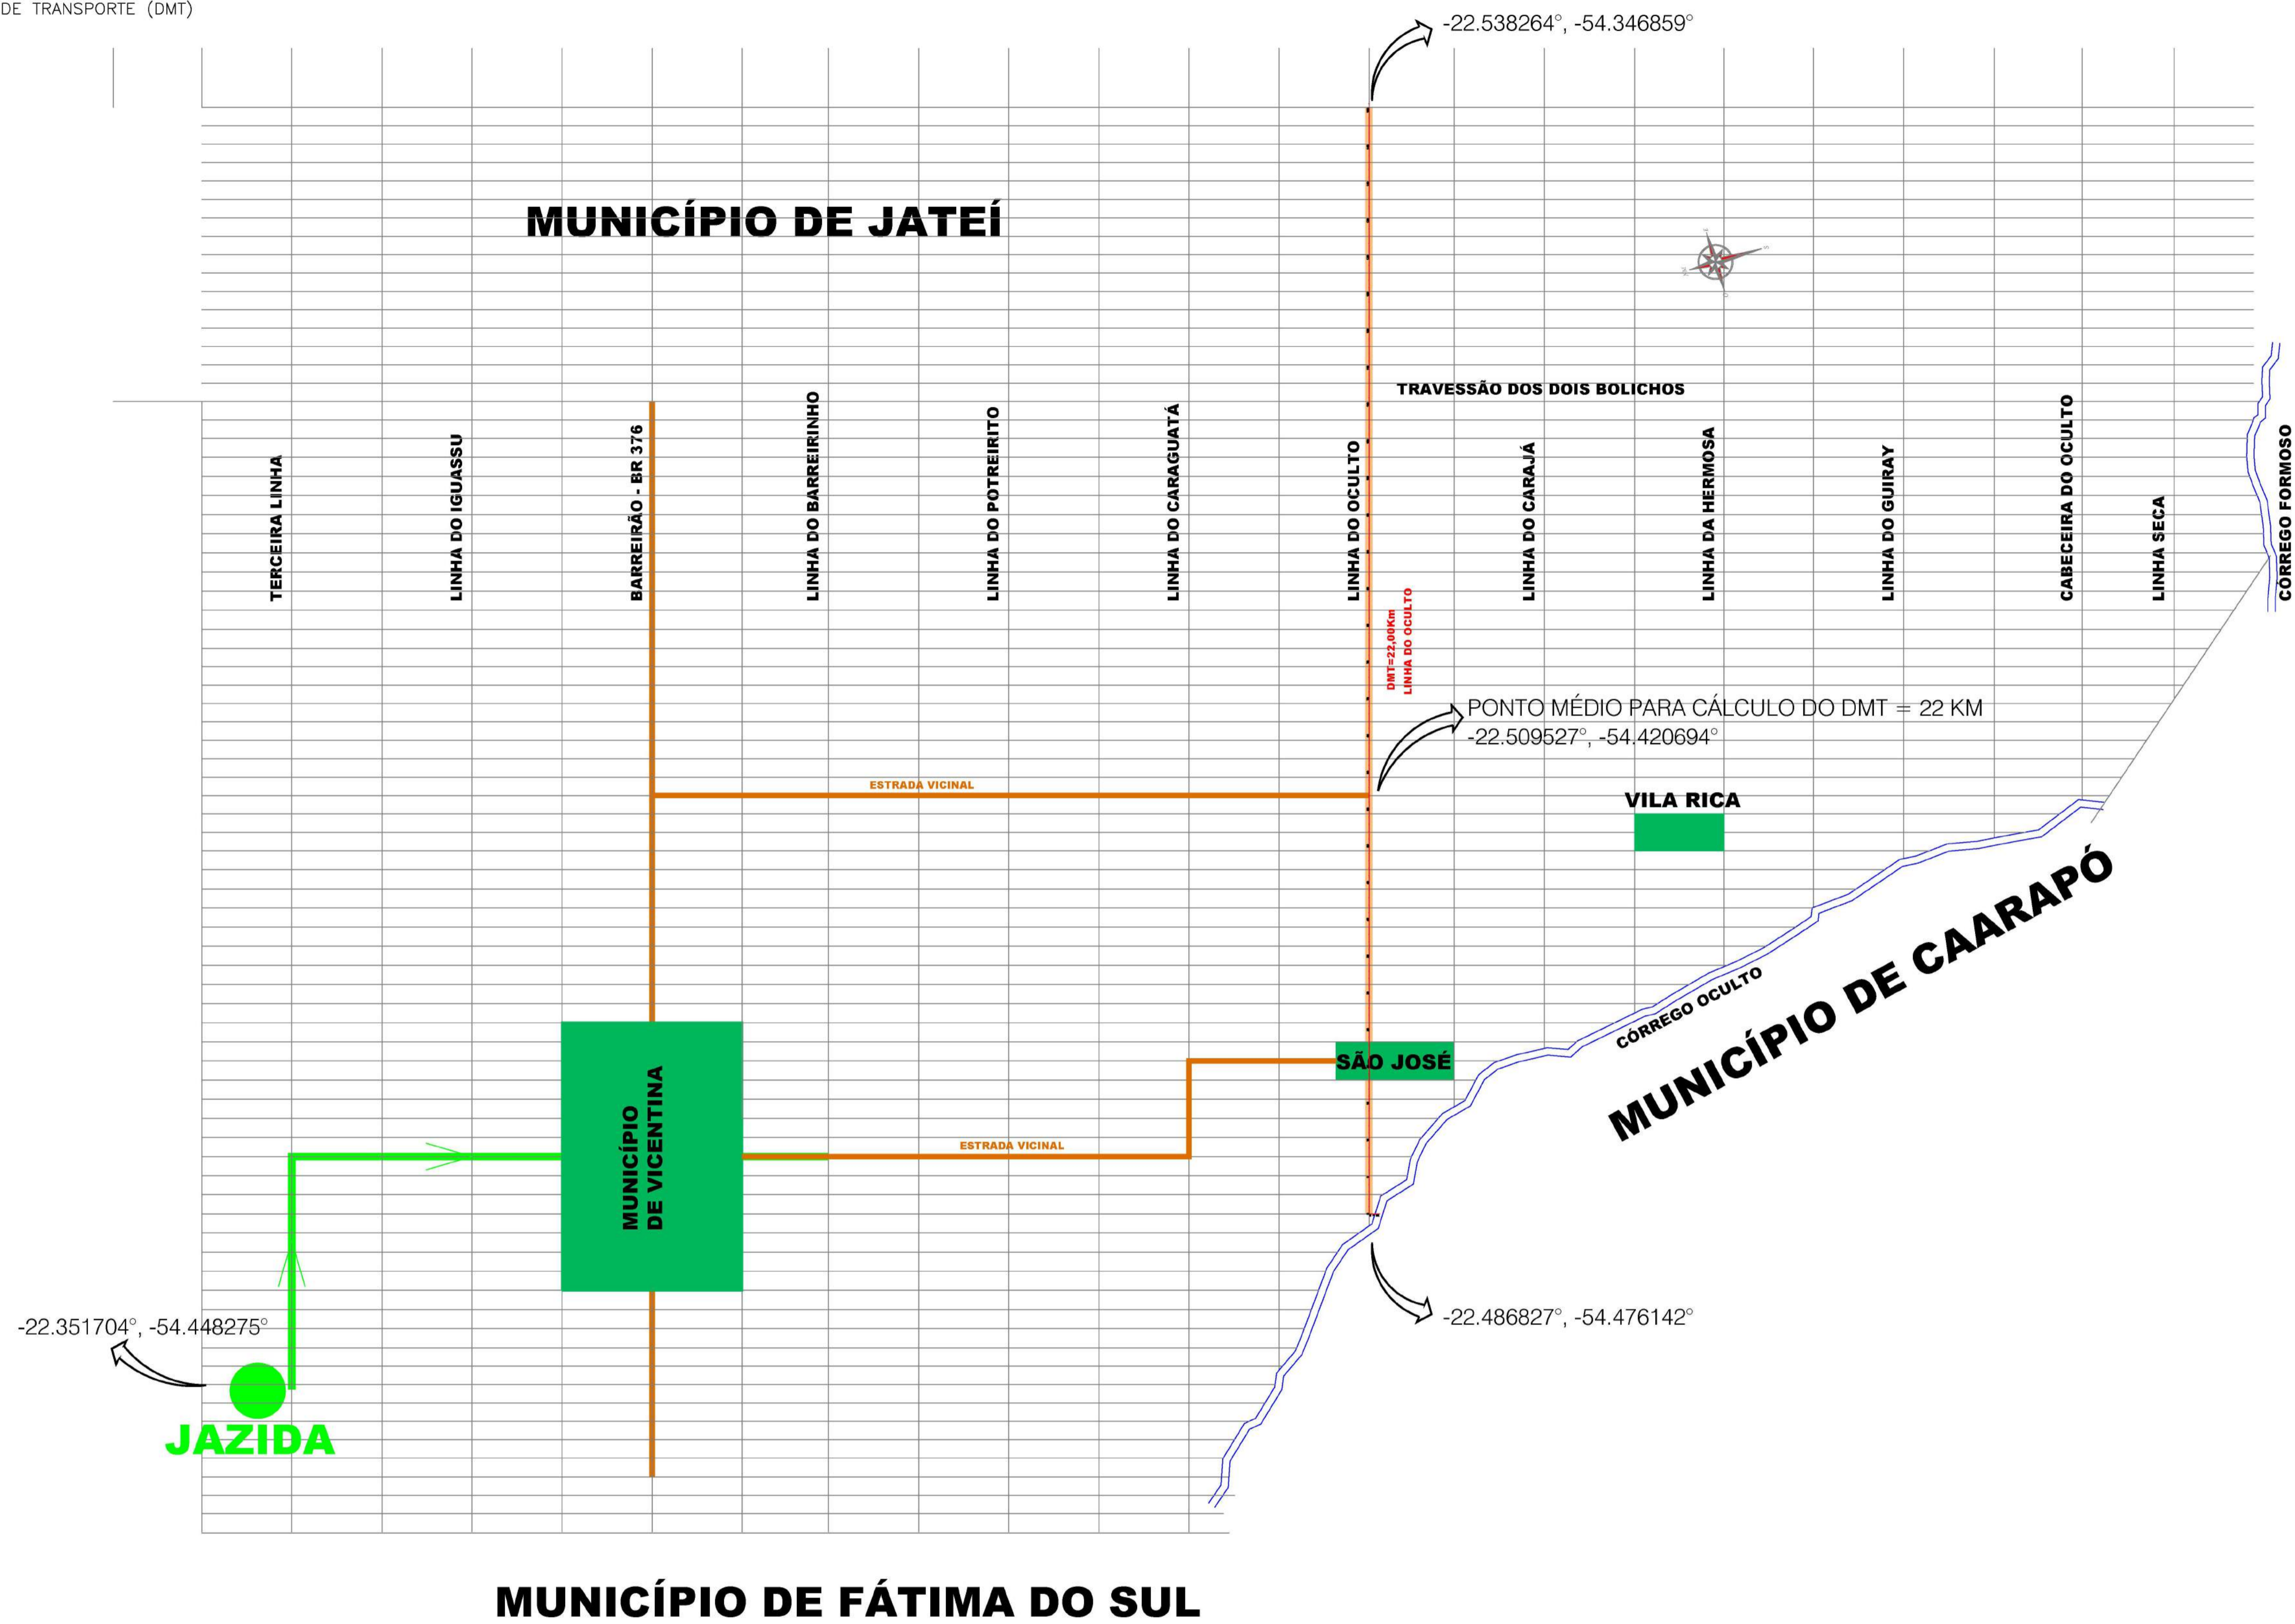 DE TRANSPORTE (DMT)
-22.538264°, -54.346859°
MUNICÍPIO DE JATEÍ
TRAVESSÃO DOS DOIS BOLICHOS
TERCEIRA LINHA
LINHA DO IGUASSU
BARREIRÃO - BR 376
LINHA DO BARREIRINHO
LINHA DO POTREIRITO
LINHA DO CARAGUATÁ
LINHA DO OCULTO
LINHA DO CARAJÁ
LINHA DA HERMOSA
LINHA DO GUIRAY
CABECEIRA DO OCULTO
LINHA SECA
CÓRREGO FORMOSO
DMT=22,00Km
LINHA DO OCULTO
PONTO MÉDIO PARA CÁLCULO DO DMT = 22 KM
-22.509527°, -54.420694°
ESTRADA VICINAL
VILA RICA
MUNICÍPIO DE CAARAPÓ
CÓRREGO OCULTO
SÃO JOSÉ
MUNICÍPIO
DE VICENTINA
ESTRADA VICINAL
-22.351704°, -54.448275°
-22.486827°, -54.476142°
JAZIDA
MUNICÍPIO DE FÁTIMA DO SUL